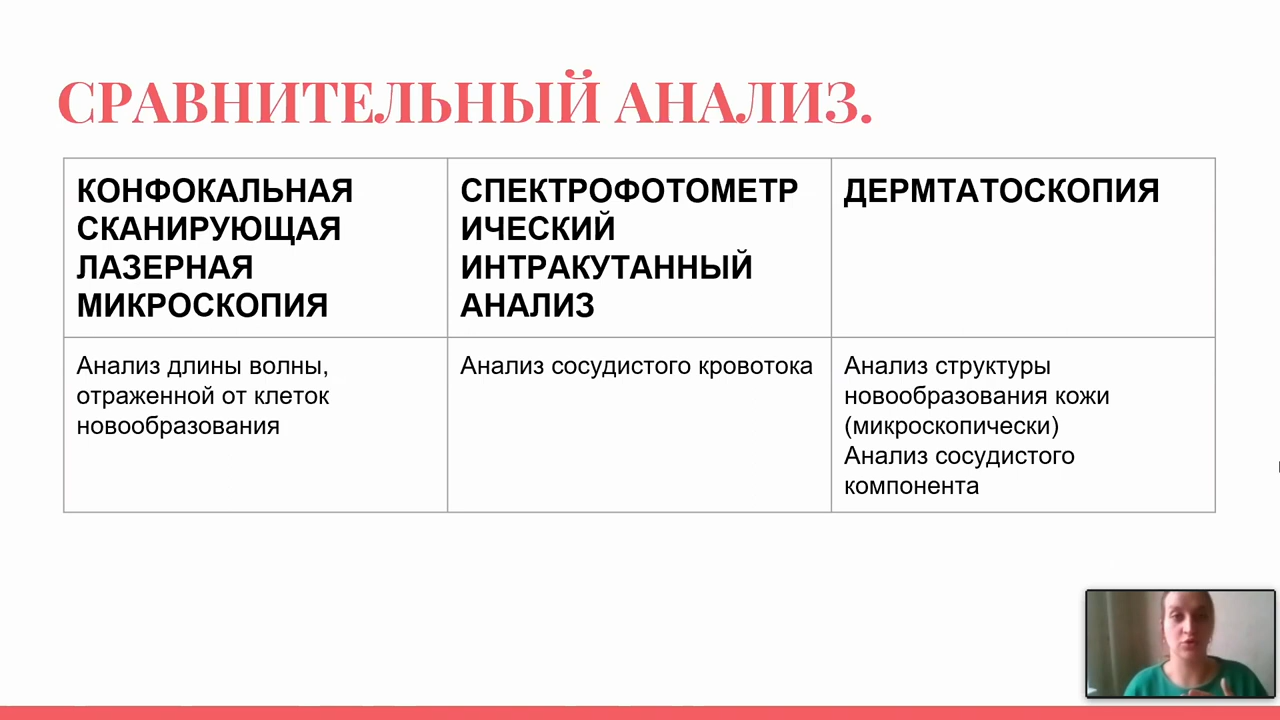 СРАВНИТЕЛЬНЫЙ АНАЛИЗ.
КОНФОКАЛЬНАЯ
СКАНИРУЮЩАЯ
ЛАЗЕРНАЯ
МИКРОСКОПИЯ
СПЕКТРОФОТОМЕТР
ИЧЕСКИЙ
ИНТРАКУТАННЫЙ
АНАЛИЗ
ДЕРМТАТОСКОПИЯ
Анализ длины волны,
отраженной от клеток
новообразования
Анализ сосудистого кровотока
Анализ структуры
новообразования кожи
(микроскопически)
Анализ сосудистого
компонента